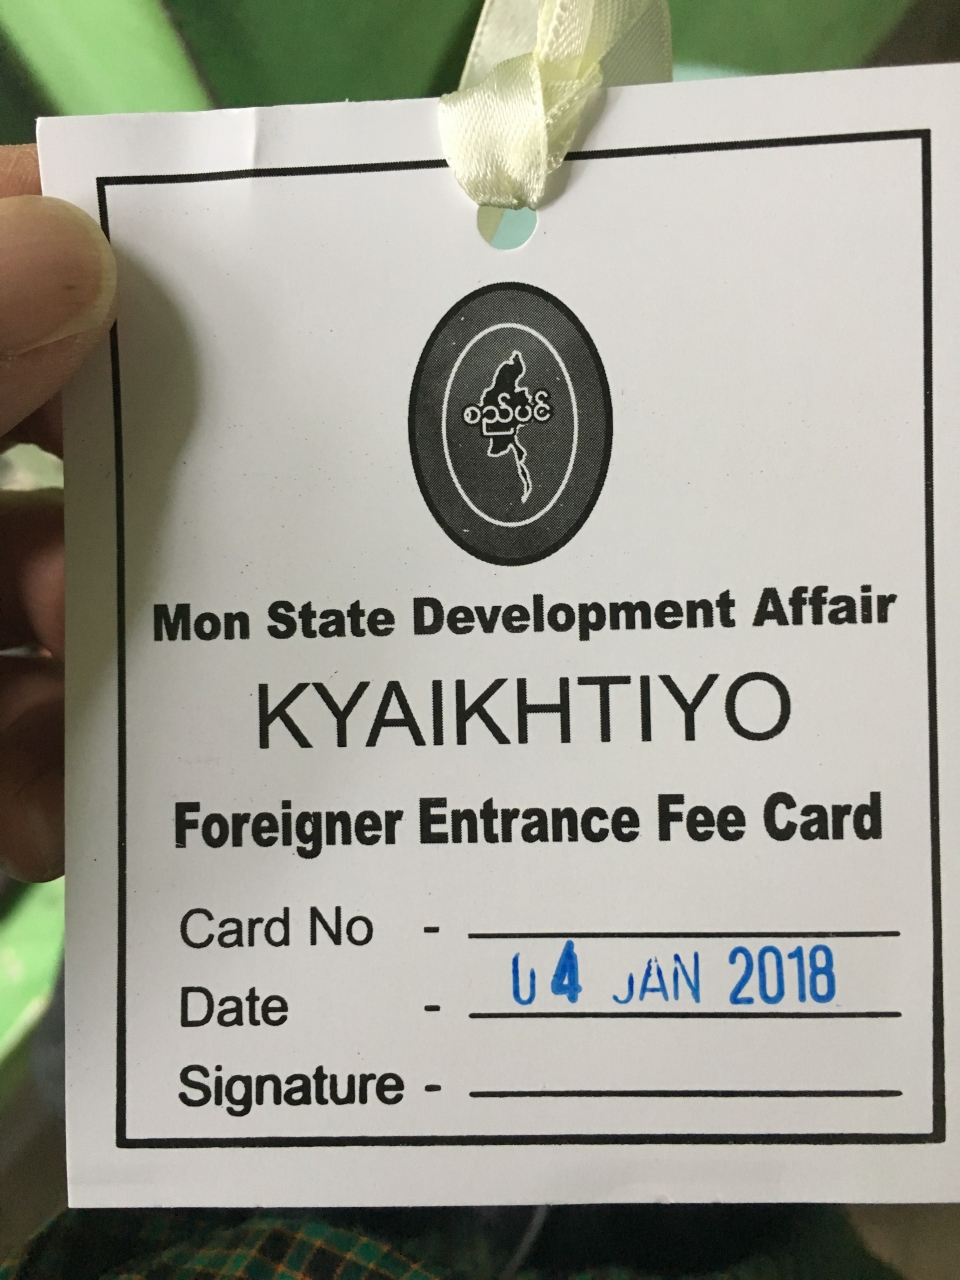 စည်ပင်
Mon State Development Affair
KYAIKHTIYO
Foreigner Entrance Fee Card
Card No -
Date - 04 JAN 2018
Signature -